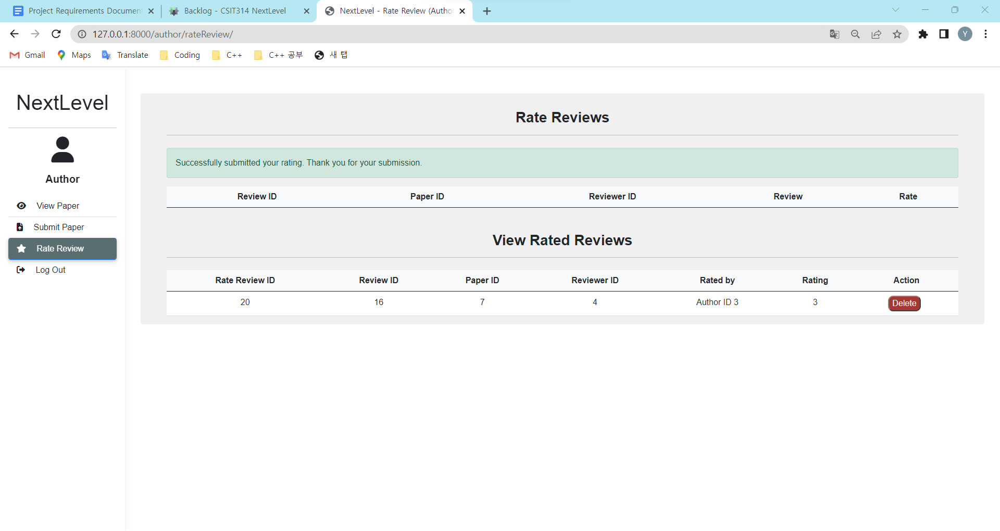 Project Requirements Documen
Backlog - CSIT314 NextLevel
NextLevel - Rate Review (Autho
127.0.0.1:8000/author/rateReview/
Y
Gmail
Maps
Translate
Coding
C++
C++ 공부
새 탭
NextLevel
Author
View Paper
Submit Paper
Rate Review
Log Out
Rate Reviews
Successfully submitted your rating. Thank you for your submission.
Review ID Paper ID Reviewer ID Review Rate
View Rated Reviews
Rate Review ID Review ID Paper ID Reviewer ID Rated by Rating Action
20 16 7 4 Author ID 3 3 Delete